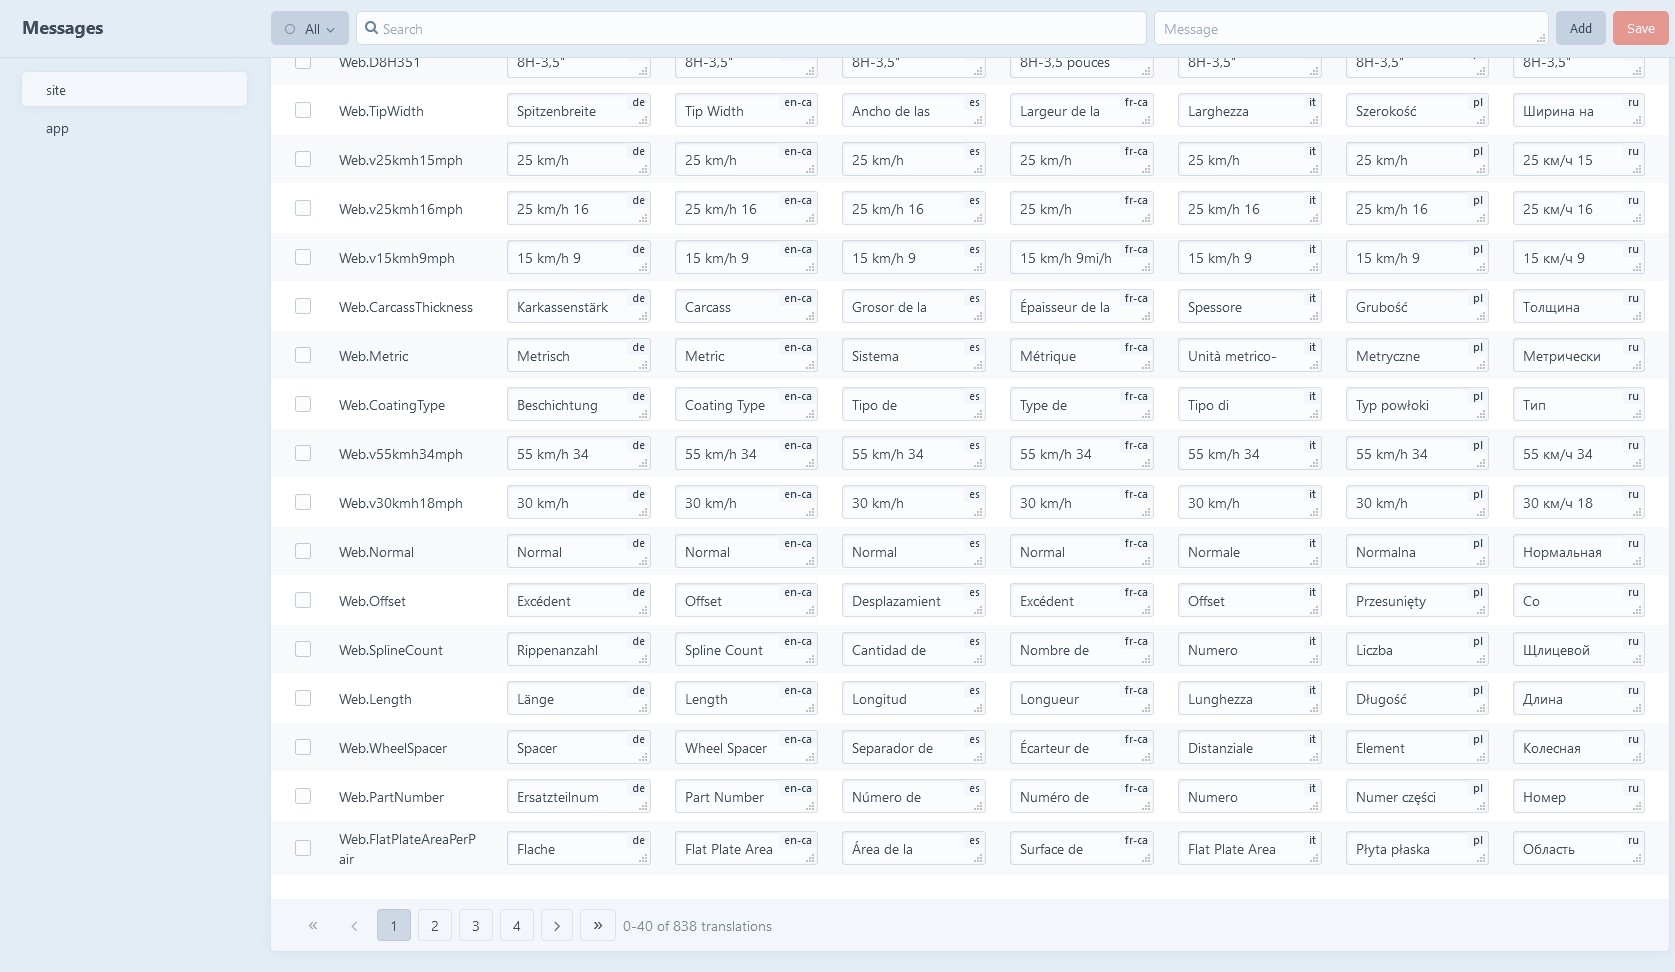 Messages
All
Search
Message
Add
Save
site
app
Web.D8H351 8H-3,5" 8H-3,5" 8H-3,5" 8H-3,5 pouces 8H-3,5" 8H-3,5" 8H-3,5"
Web.TipWidth Spitzenbreite de Tip Width en-ca Ancho de las es Largeur de la fr-ca Larghezza it Szerokość pl Ширина на ru
Web.v25kmh15mph 25 km/h de 25 km/h en-ca 25 km/h es 25 km/h fr-ca 25 km/h it 25 km/h pl 25 км/ч 15 ru
Web.v25kmh16mph 25 km/h 16 de 25 km/h 16 en-ca 25 km/h 16 es 25 km/h fr-ca 25 km/h 16 it 25 km/h 16 pl 25 км/ч 16 ru
Web.v15kmh9mph 15 km/h 9 de 15 km/h 9 en-ca 15 km/h 9 es 15 km/h 9mi/h fr-ca 15 km/h 9 it 15 km/h 9 pl 15 км/ч 9 ru
Web.CarcassThickness Karkassenstärk de Carcass en-ca Grosor de la es Épaisseur de la fr-ca Spessore it Grubość pl Толщина ru
Web.Metric Metrisch de Metric en-ca Sistema es Métrique fr-ca Unità metrico- it Metryczne pl Метрически ru
Web.CoatingType Beschichtung de Coating Type en-ca Tipo de es Type de fr-ca Tipo di it Typ powłoki pl Тип ru
Web.v55kmh34mph 55 km/h 34 de 55 km/h 34 en-ca 55 km/h 34 es 55 km/h 34 fr-ca 55 km/h 34 it 55 km/h 34 pl 55 км/ч 34 ru
Web.v30kmh18mph 30 km/h de 30 km/h en-ca 30 km/h es 30 km/h fr-ca 30 km/h it 30 km/h pl 30 км/ч 18 ru
Web.Normal Normal de Normal en-ca Normal es Normal fr-ca Normale it Normalna pl Нормальная ru
Web.Offset Excédent de Offset en-ca Desplazamient es Excédent fr-ca Offset it Przesunięty pl Со ru
Web.SplineCount Rippenanzahl de Spline Count en-ca Cantidad de es Nombre de fr-ca Numero it Liczba pl Щлицевой ru
Web.Length Länge de Length en-ca Longitud es Longueur fr-ca Lunghezza it Długość pl Длина ru
Web.WheelSpacer Spacer de Wheel Spacer en-ca Separador de es Écarteur de fr-ca Distanziale it Element pl Колесная ru
Web.PartNumber Ersatzteilnum de Part Number en-ca Número de es Numéro de fr-ca Numero it Numer części pl Номер ru
Web.FlatPlateAreaPerP
air
Flache de Flat Plate Area en-ca Área de la es Surface de fr-ca Flat Plate Area it Płyta płaska pl Область ru
« ‹ 1 2 3 4 › » 0-40 of 838 translations